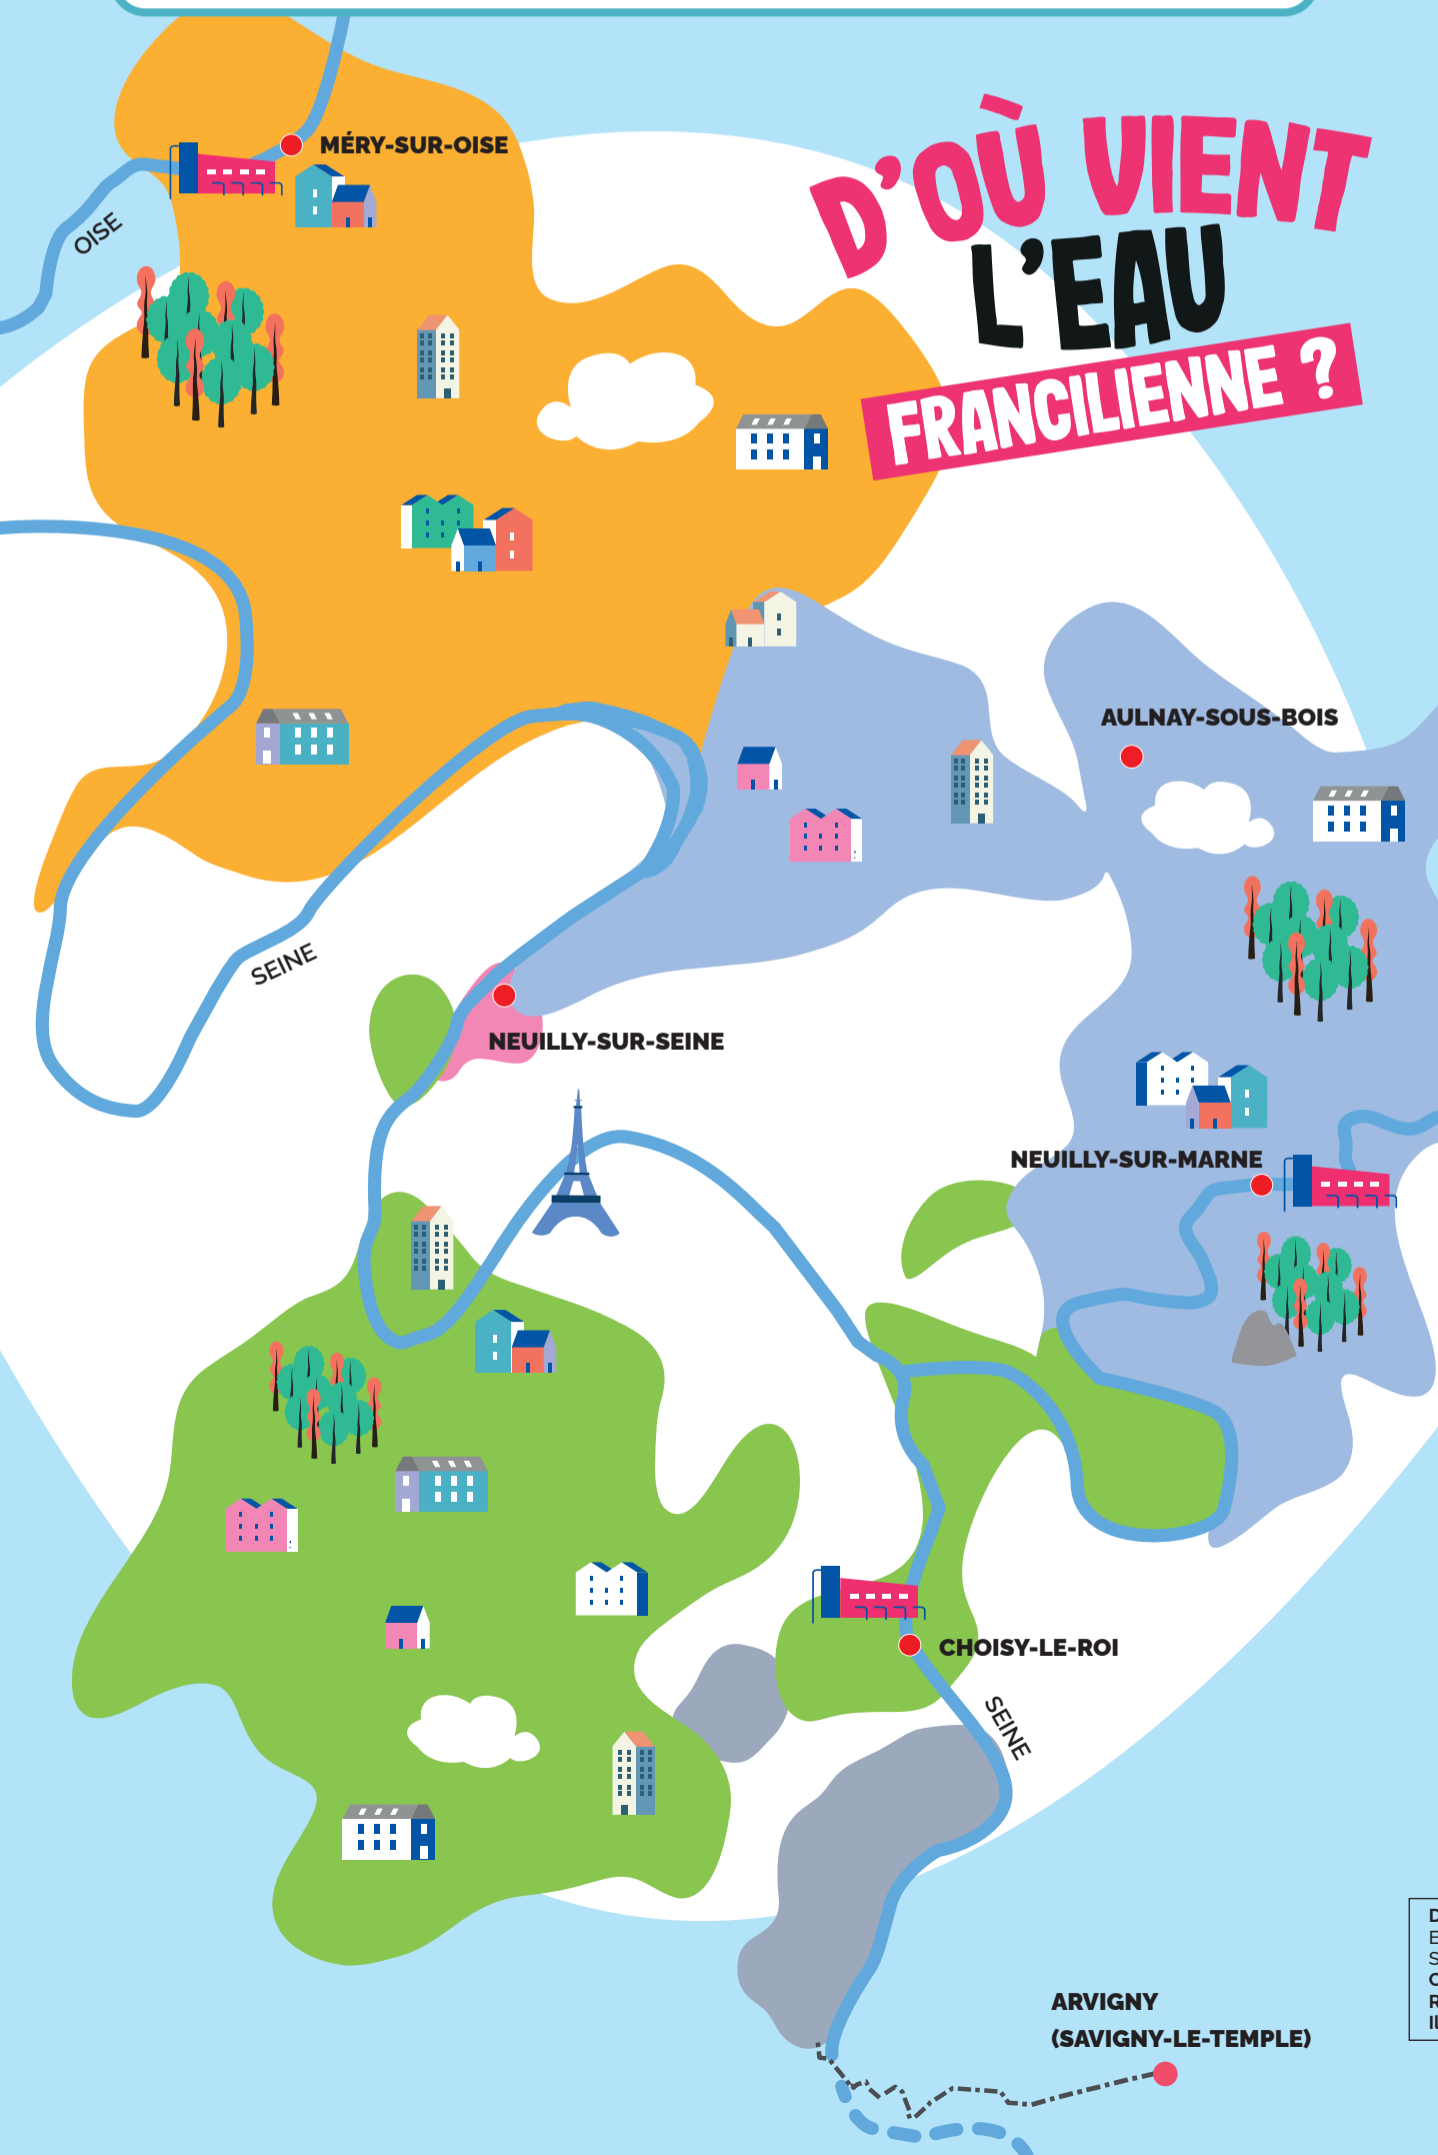 D'OÙ VIENT
L'EAU
FRANCILIENNE ?
MÉRY-SUR-OISE
OISE
AULNAY-SOUS-BOIS
SEINE
NEUILLY-SUR-SEINE
NEUILLY-SUR-MARNE
CHOISY-LE-ROI
SEINE
ARVIGNY
(SAVIGNY-LE-TEMPLE)